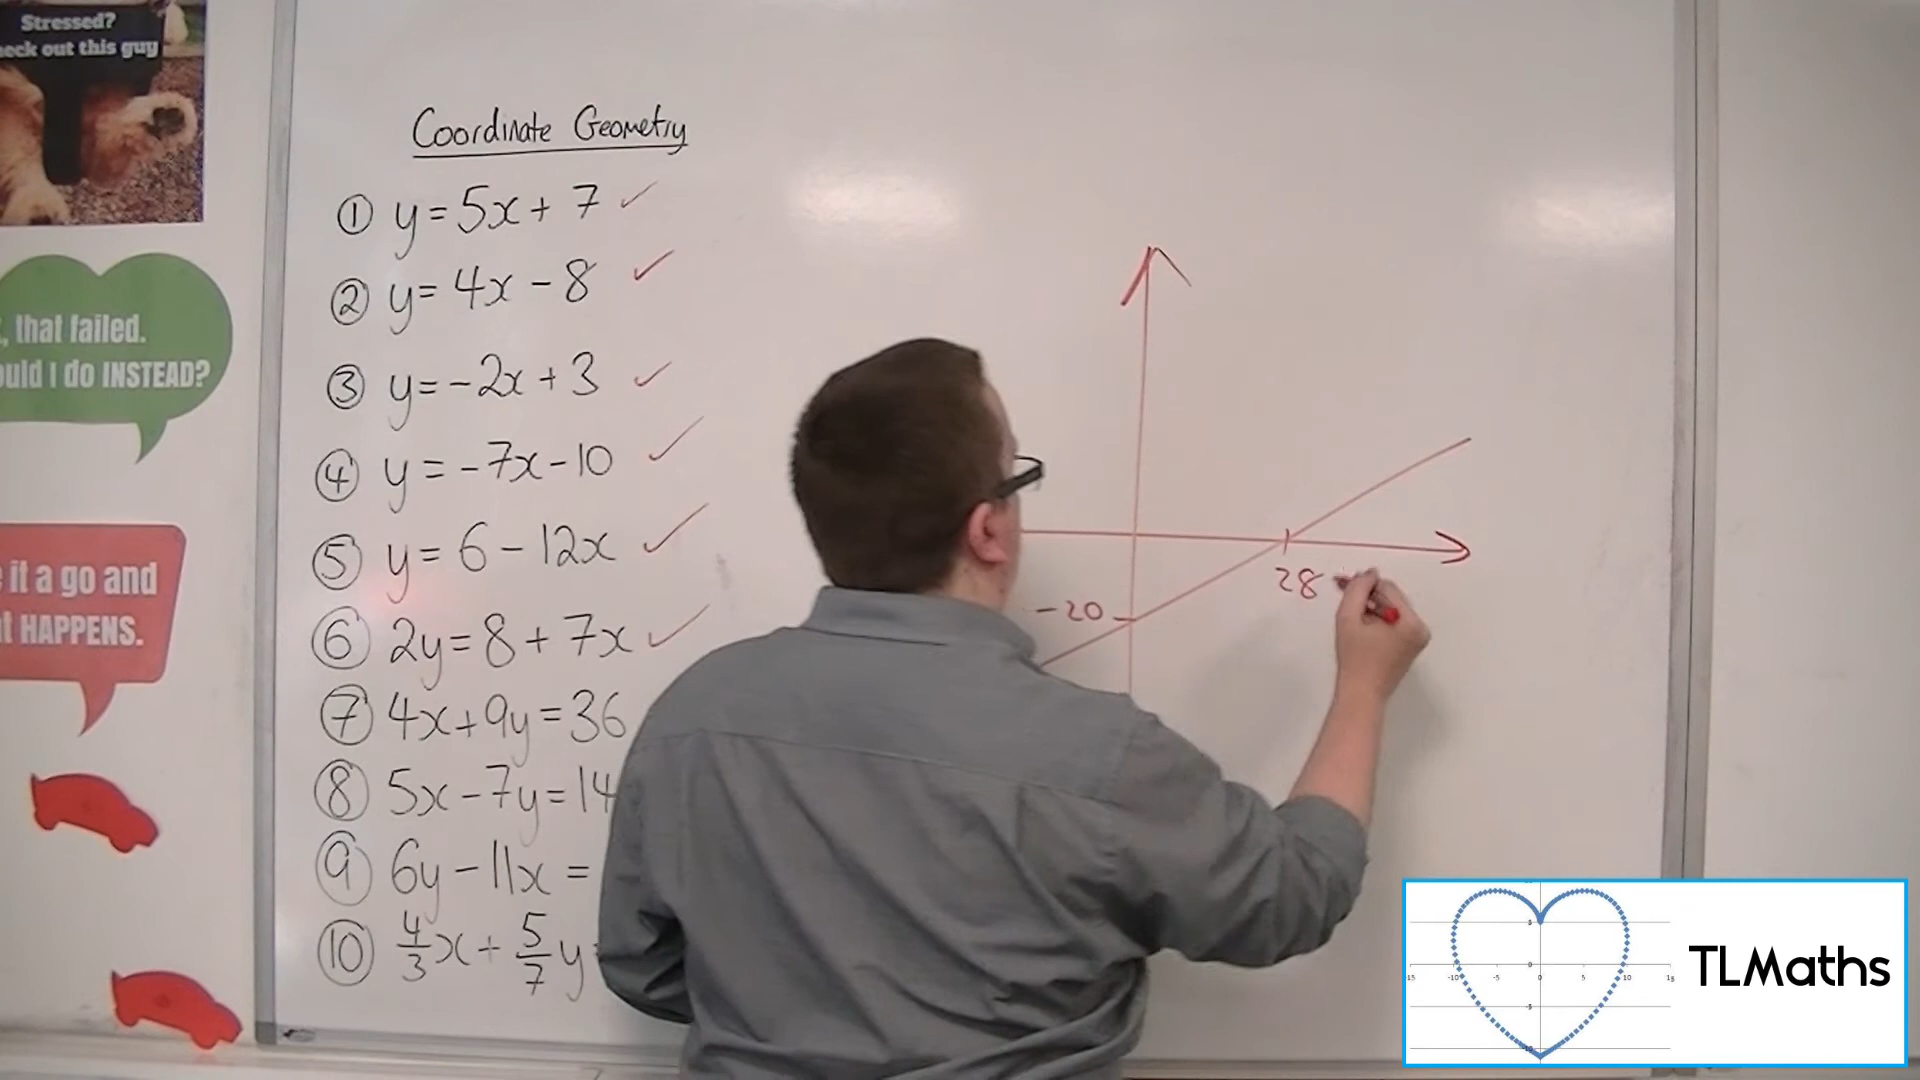 Stressed?
eck out this guy
, that failed.
ould I do INSTEAD?
it a go and
HAPPENS.
Coordinate Geometry
① y = 5x + 7 ✓
② y = 4x - 8 ✓
③ y = -2x + 3 ✓
④ y = -7x - 10 ✓
⑤ y = 6 - 12x ✓
⑥ 2y = 8 + 7x ✓
⑦ 4x + 9y = 36
⑧ 5x - 7y = 14
⑨ 6y - 11x =
⑩ 4/3 x + 5/7 y
-20
28
TLMaths